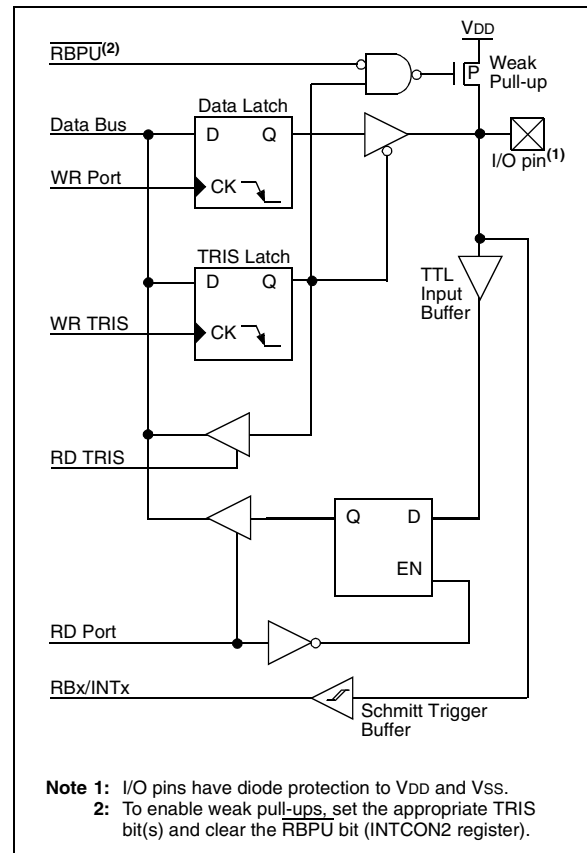 VDD
RBPU(2)
P
Weak
Pull-up
Data Latch
Data Bus
D Q
I/O pin(1)
WR Port
CK
TRIS Latch
D Q
TTL
Input
Buffer
WR TRIS
CK
RD TRIS
Q D
EN
RD Port
RBx/INTx
Schmitt Trigger
Buffer
Note 1: I/O pins have diode protection to VDD and VSS.
2: To enable weak pull-ups, set the appropriate TRIS
bit(s) and clear the RBPU bit (INTCON2 register).